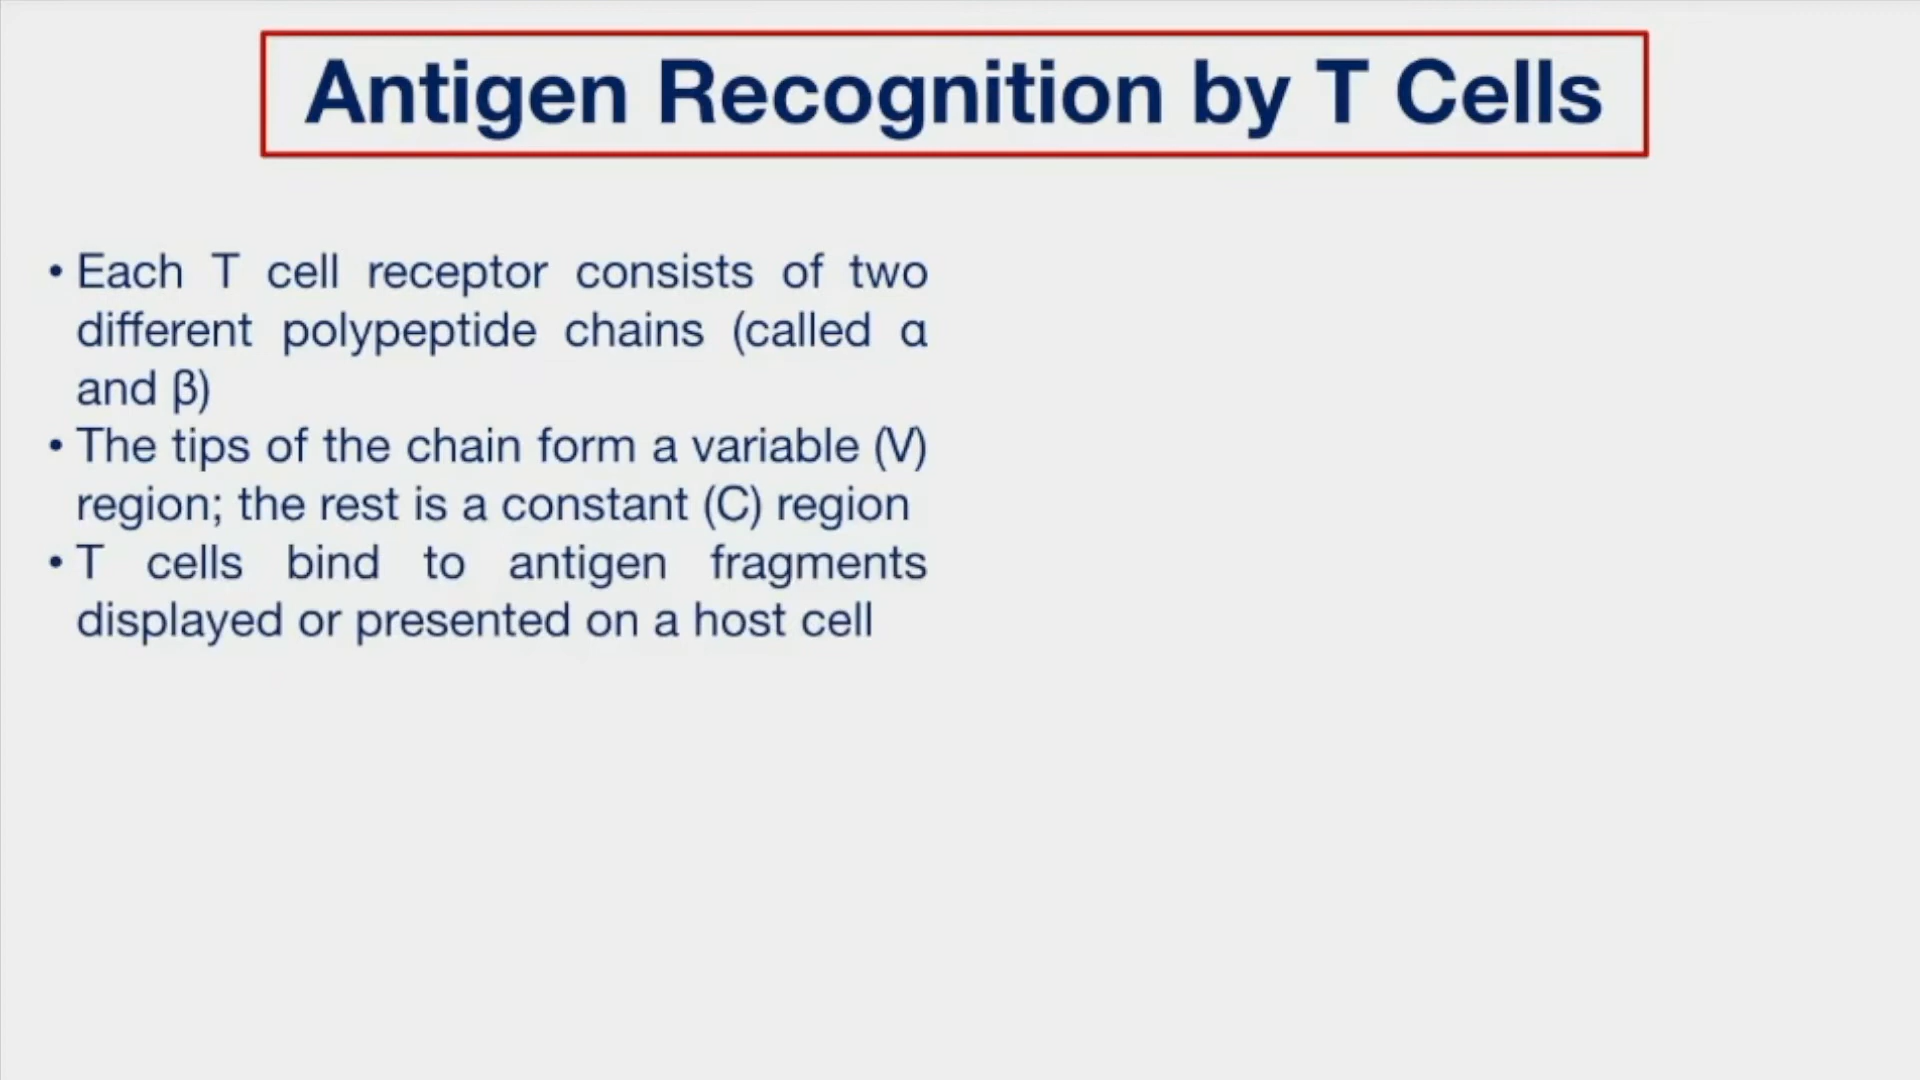 Antigen Recognition by T Cells
• Each T cell receptor consists of two
different polypeptide chains (called α
and β)
• The tips of the chain form a variable (V)
region; the rest is a constant (C) region
• T cells bind to antigen fragments
displayed or presented on a host cell